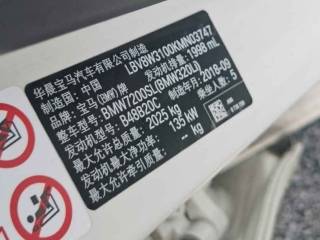 华晨宝马汽车有限公司制造
制造国:中国 LBVBW3100KMN03747
品牌:宝马(BMW)牌 发动机排量:1998 mL
整车型号:BMW7200SL(BMW320Li) 制造年月:2018-09
发动机型号:B48B20C 乘坐人数:5
最大允许总质量:2025 kg
发动机最大净功率:135 kW
最大允许牵引质量: -- kg